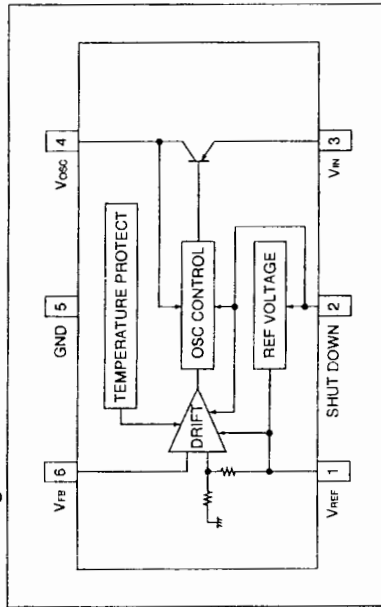 VFB
GND
VOSC
6
5
4
TEMPERATURE PROTECT
DRIFT
OSC CONTROL
REF VOLTAGE
1
2
3
VREF
SHUT DOWN
VIN